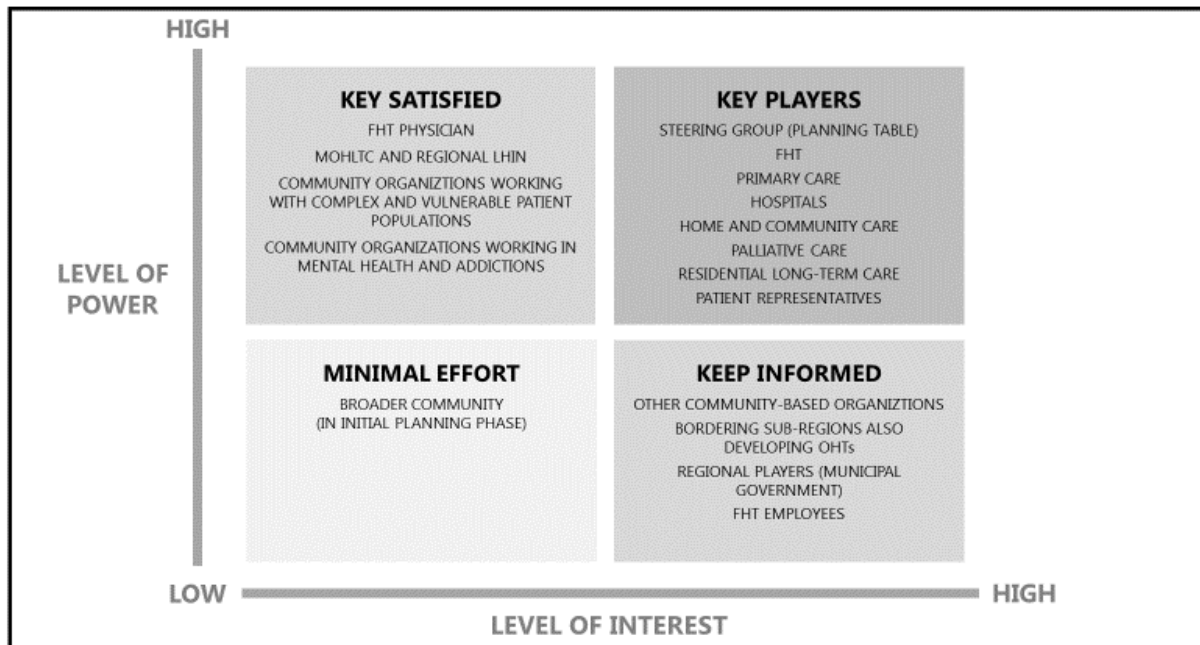 HIGH
KEY SATISFIED
FHT PHYSICIAN
MOHLTC AND REGIONAL LHIN
COMMUNITY ORGANIZTIONS WORKING
WITH COMPLEX AND VULNERABLE PATIENT
POPULATIONS
COMMUNITY ORGANIZATIONS WORKING IN
MENTAL HEALTH AND ADDICTIONS
KEY PLAYERS
STEERING GROUP (PLANNING TABLE)
FHT
PRIMARY CARE
HOSPITALS
HOME AND COMMUNITY CARE
PALLIATIVE CARE
RESIDENTIAL LONG-TERM CARE
PATIENT REPRESENTATIVES
LEVEL OF
POWER
MINIMAL EFFORT
BROADER COMMUNITY
(IN INITIAL PLANNING PHASE)
KEEP INFORMED
OTHER COMMUNITY-BASED ORGANIZTIONS
BORDERING SUB-REGIONS ALSO
DEVELOPING OHTs
REGIONAL PLAYERS (MUNICIPAL
GOVERNMENT)
FHT EMPLOYEES
LOW
HIGH
LEVEL OF INTEREST